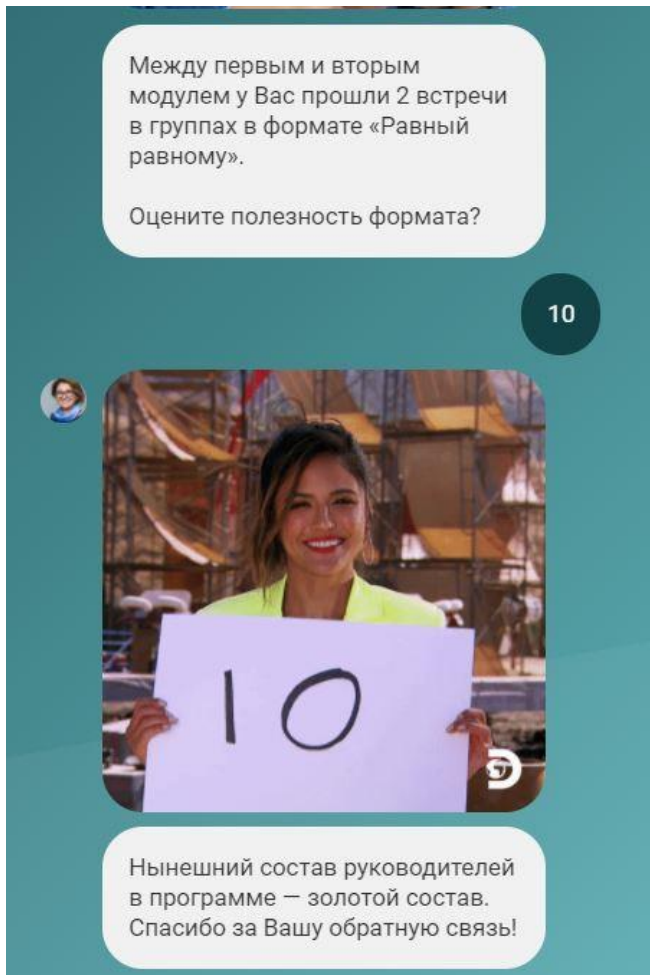 Между первым и вторым
модулем у Вас прошли 2 встречи
в группах в формате «Равный
равному».
Оцените полезность формата?
10
10
Нынешний состав руководителей
в программе — золотой состав.
Спасибо за Вашу обратную связь!